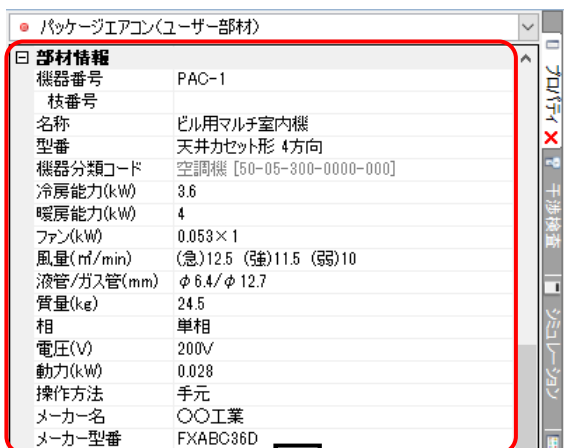 パッケージエアコン(ユーザー部材)
部材情報
機器番号 PAC-1
枝番号
名称 ビル用マルチ室内機
型番 天井カセット形 4方向
機器分類コード 空調機 [50-05-300-0000-000]
冷房能力(kW) 3.6
暖房能力(kW) 4
ファン(kW) 0.053×1
風量(㎥/min) (急)12.5 (強)11.5 (弱)10
液管/ガス管(mm) φ6.4/φ12.7
質量(kg) 24.5
相 単相
電圧(V) 200V
動力(kW) 0.028
操作方法 手元
メーカー名 〇〇工業
メーカー型番 FXABC36D
プロパティ
干渉検査
シミュレーション